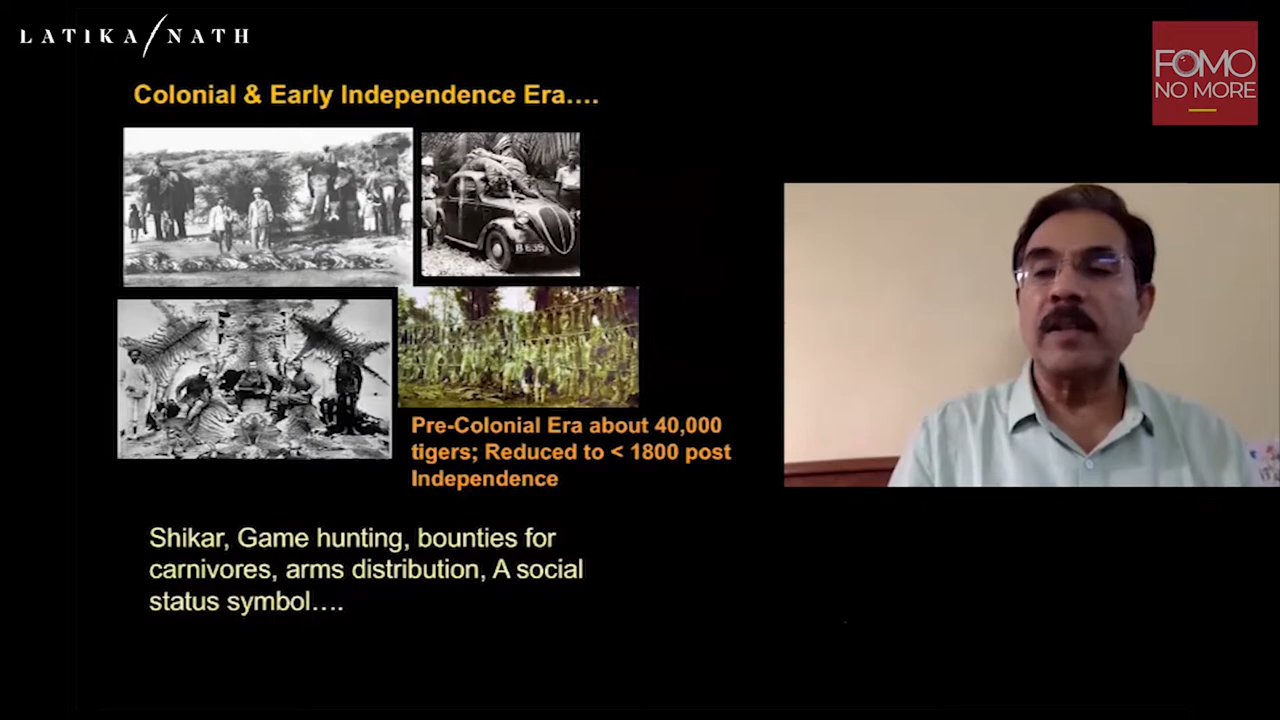 LATIKA/NATH
FOMO
NO MORE
Colonial & Early Independence Era....
B 639
Pre-Colonial Era about 40,000
tigers; Reduced to < 1800 post
Independence
Shikar, Game hunting, bounties for
carnivores, arms distribution, A social
status symbol....